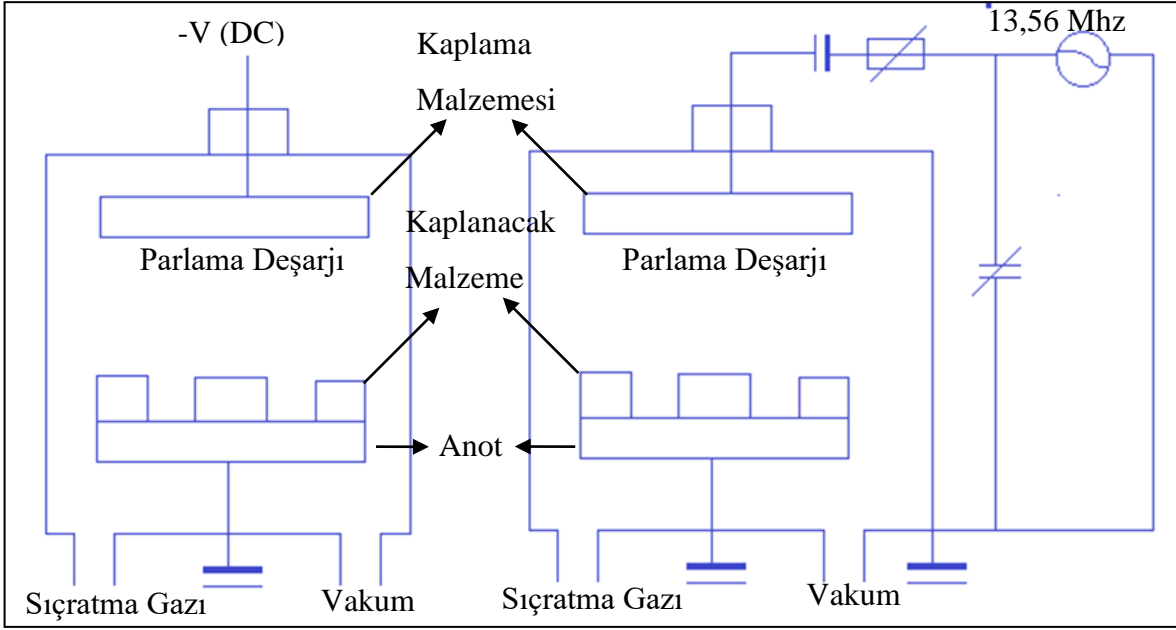 -V (DC)
Kaplama
Malzemesi
13,56 Mhz
Kaplanacak
Malzeme
Parlama Deşarjı
Parlama Deşarjı
Anot
Sıçratma Gazı
Vakum
Sıçratma Gazı
Vakum